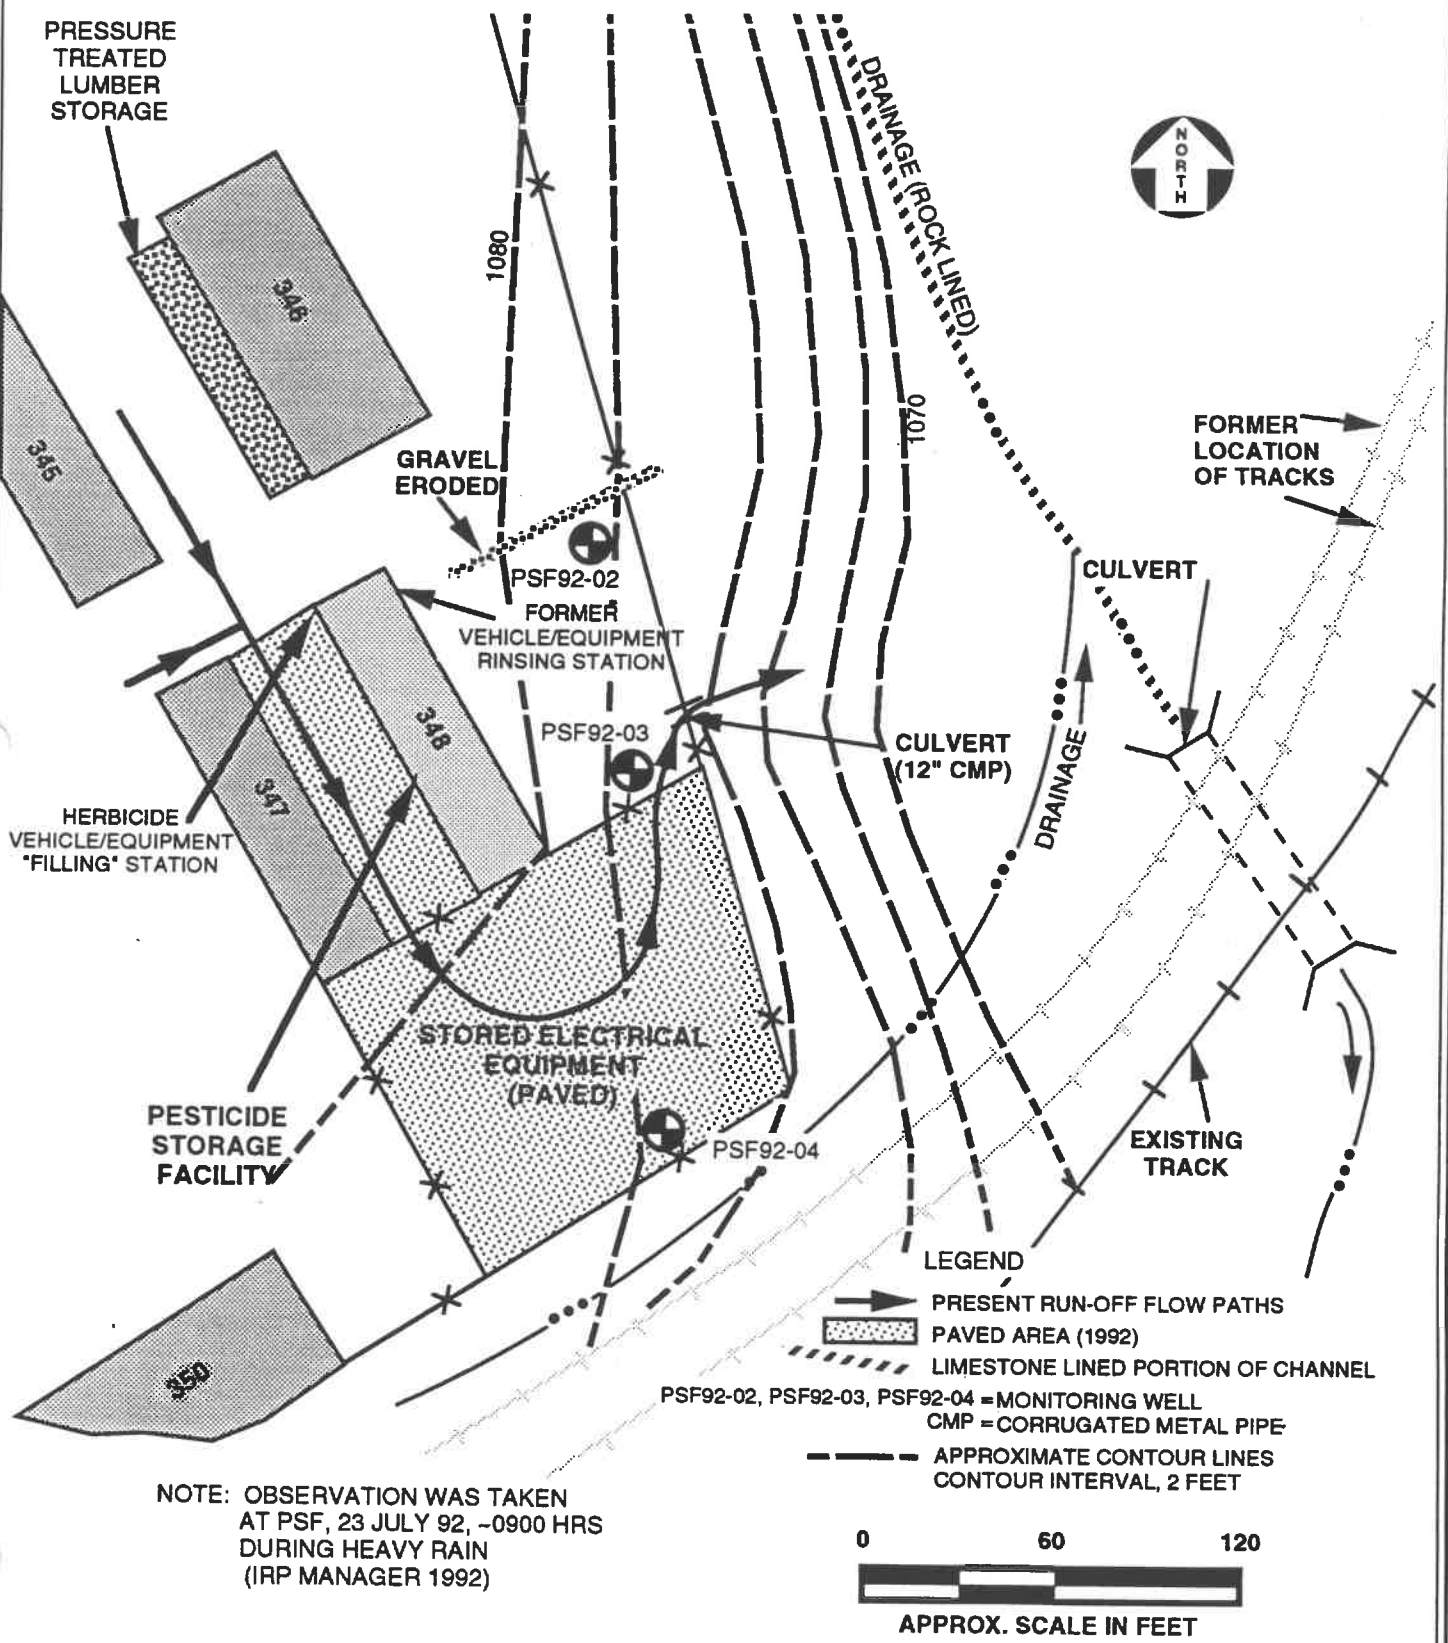 PRESSURE
TREATED
LUMBER
STORAGE
DRAINAGE (ROCK LINED)
NORTH
1080
346
345
1070
FORMER
LOCATION
OF TRACKS
GRAVEL
ERODED
PSF92-02
CULVERT
FORMER
VEHICLE/EQUIPMENT
RINSING STATION
348
PSF92-03
CULVERT
(12" CMP)
DRAINAGE
347
HERBICIDE
VEHICLE/EQUIPMENT
"FILLING" STATION
STORED ELECTRICAL
EQUIPMENT
(PAVED)
PESTICIDE
STORAGE
FACILITY
PSF92-04
EXISTING
TRACK
350
LEGEND
PRESENT RUN-OFF FLOW PATHS
PAVED AREA (1992)
LIMESTONE LINED PORTION OF CHANNEL
PSF92-02, PSF92-03, PSF92-04 = MONITORING WELL
CMP = CORRUGATED METAL PIPE
APPROXIMATE CONTOUR LINES
CONTOUR INTERVAL, 2 FEET
NOTE: OBSERVATION WAS TAKEN
AT PSF, 23 JULY 92, ~0900 HRS
DURING HEAVY RAIN
(IRP MANAGER 1992)
0 60 120
APPROX. SCALE IN FEET